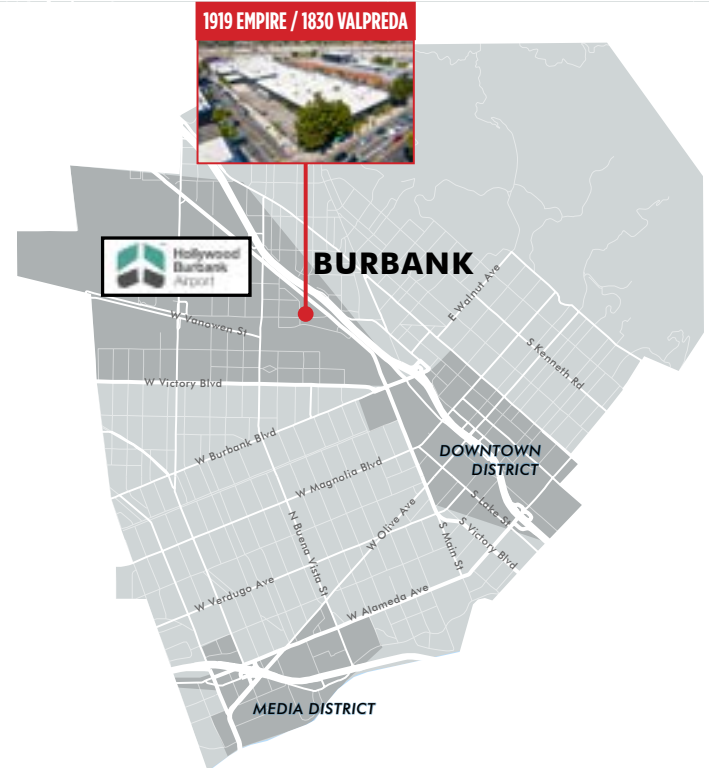 1919 EMPIRE / 1830 VALPREDA
Hollywood
Burbank
Airport
BURBANK
E Walnut Ave
W Vanowen St
S Kenneth Rd
W Victory Blvd
W Burbank Blvd
DOWNTOWN
DISTRICT
W Magnolia Blvd
S Lake St
W Olive Ave
N Buena Vista St
S Main St
S Victory Blvd
W Verdugo Ave
W Alameda Ave
MEDIA DISTRICT